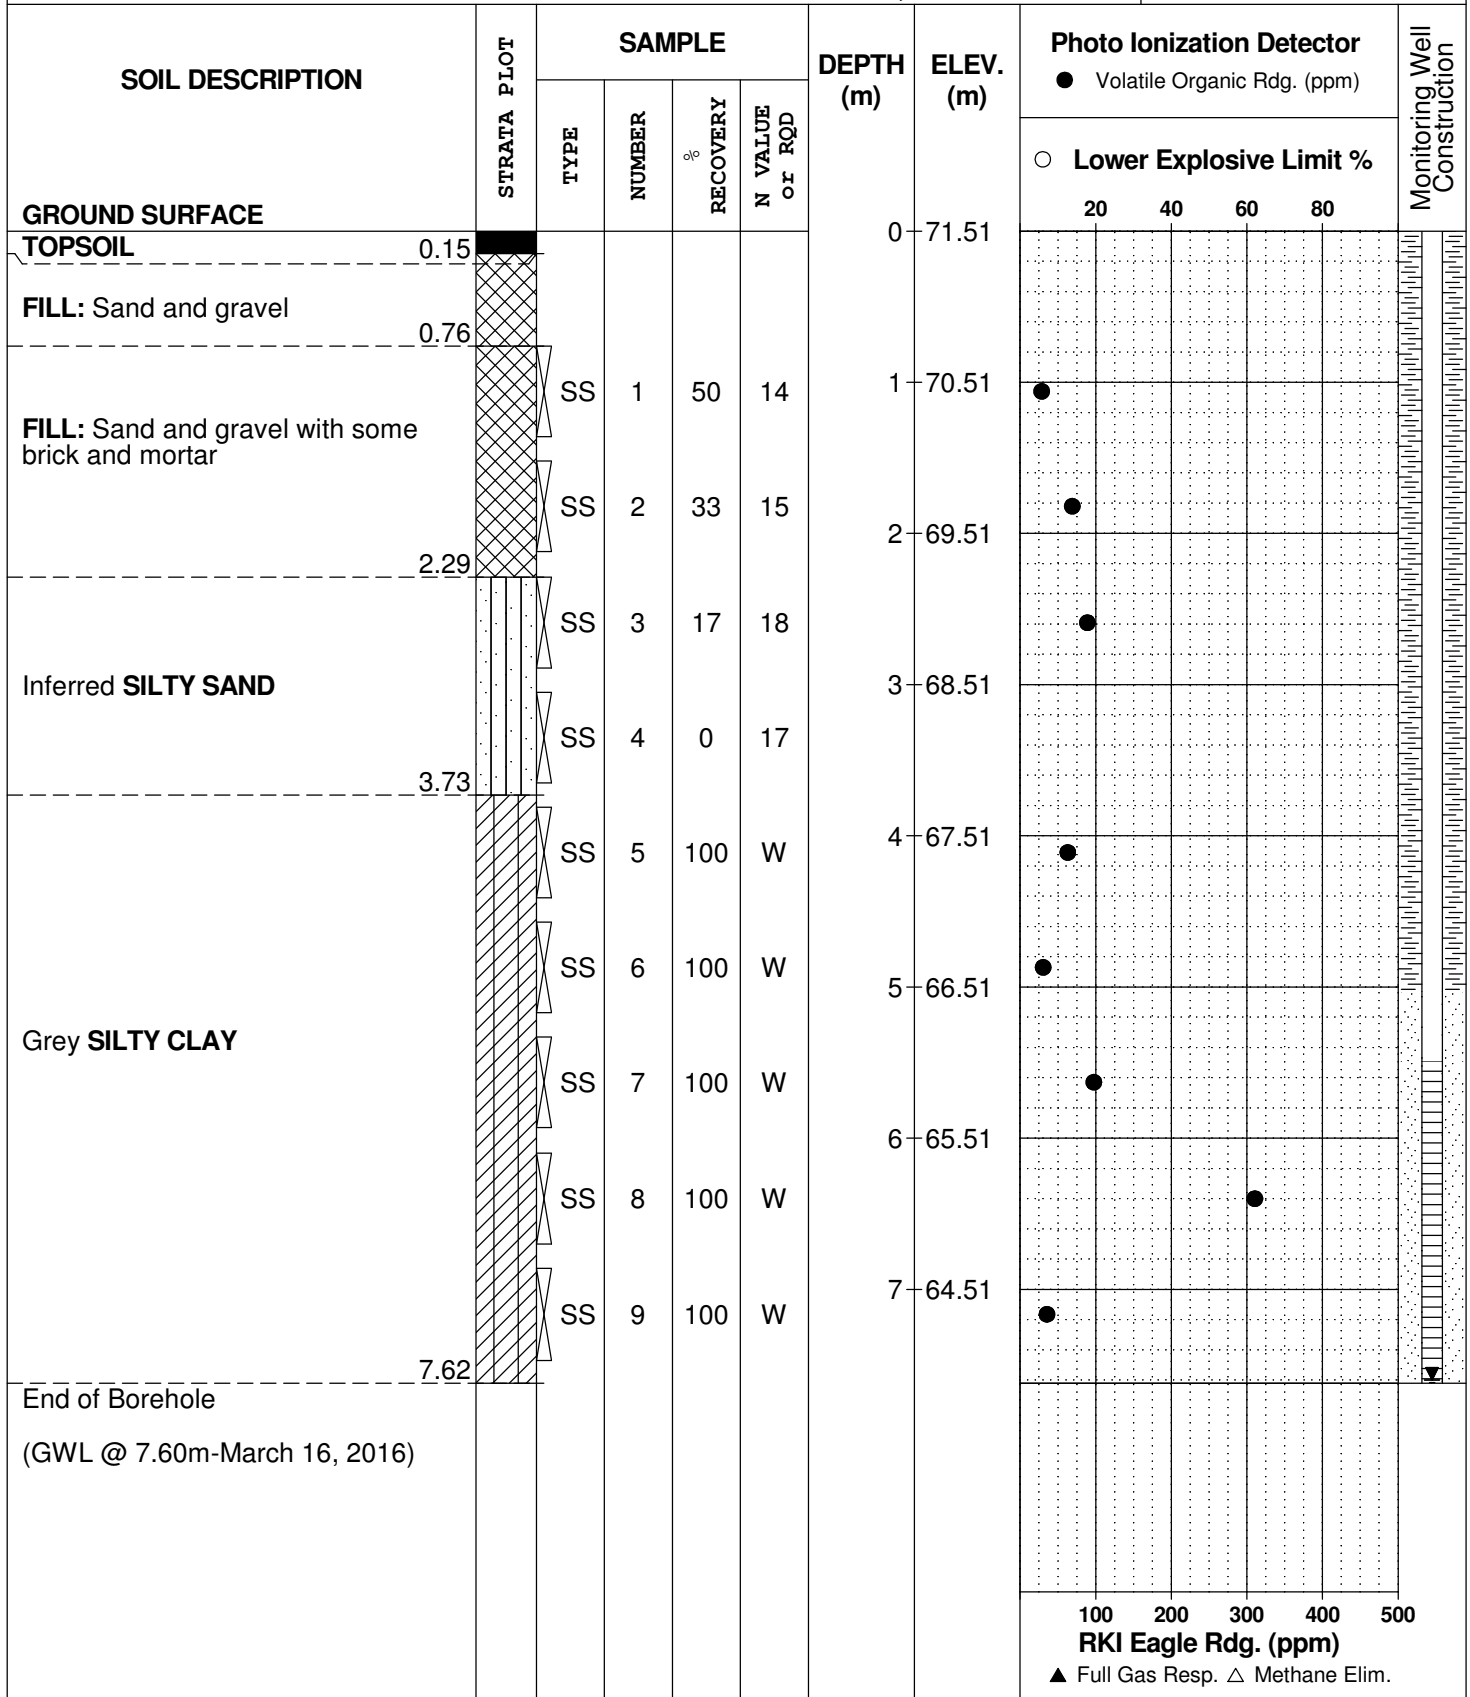 SOIL DESCRIPTION
STRATA PLOT
SAMPLE
TYPE
NUMBER
%
RECOVERY
N VALUE
or RQD
DEPTH
(m)
ELEV.
(m)
Photo Ionization Detector
● Volatile Organic Rdg. (ppm)
○ Lower Explosive Limit %
20 40 60 80
Monitoring Well
Construction
GROUND SURFACE
0 71.51
TOPSOIL 0.15
FILL: Sand and gravel
0.76
1 70.51
SS 1 50 14
FILL: Sand and gravel with some
brick and mortar
SS 2 33 15
2 69.51
2.29
SS 3 17 18
Inferred SILTY SAND
3 68.51
SS 4 0 17
3.73
4 67.51
SS 5 100 W
SS 6 100 W
5 66.51
Grey SILTY CLAY
SS 7 100 W
6 65.51
SS 8 100 W
7 64.51
SS 9 100 W
7.62
End of Borehole
(GWL @ 7.60m-March 16, 2016)
100 200 300 400 500
RKI Eagle Rdg. (ppm)
▲ Full Gas Resp. △ Methane Elim.